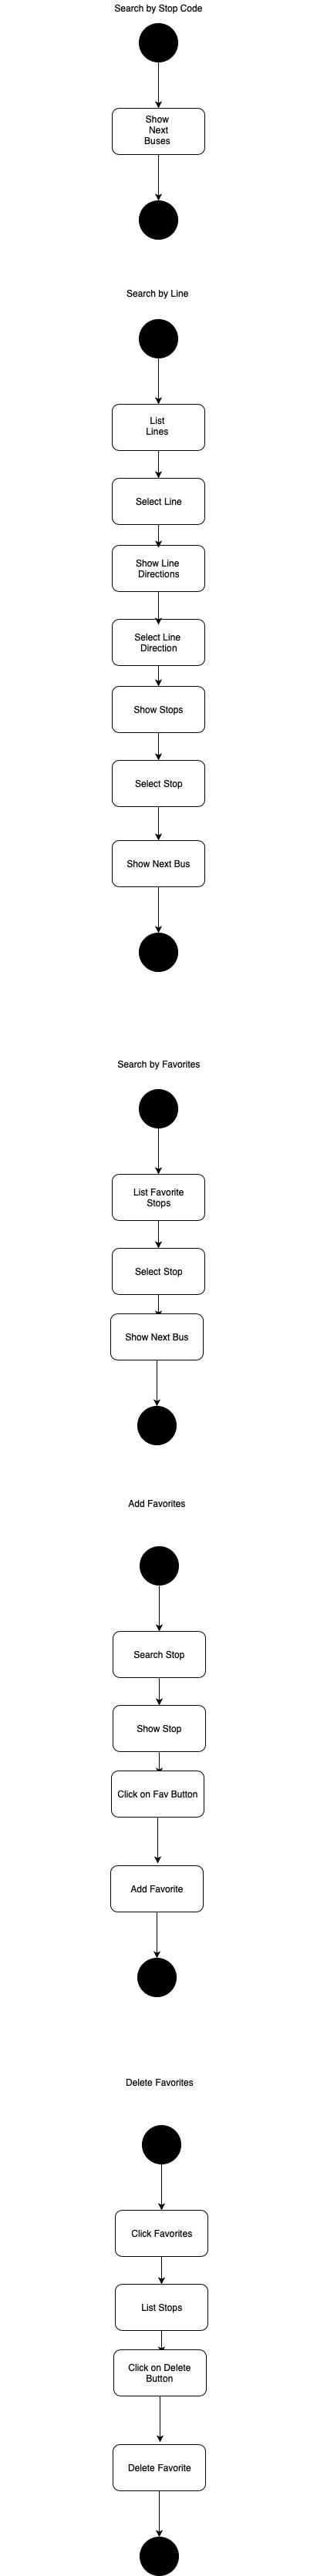 Search by Stop Code
Show
Next
Buses
Search by Line
List
Lines
Select Line
Show Line
Directions
Select Line
Direction
Show Stops
Select Stop
Show Next Bus
Search by Favorites
List Favorite
Stops
Select Stop
Show Next Bus
Add Favorites
Search Stop
Show Stop
Click on Fav Button
Add Favorite
Delete Favorites
Click Favorites
List Stops
Click on Delete
Button
Delete Favorite